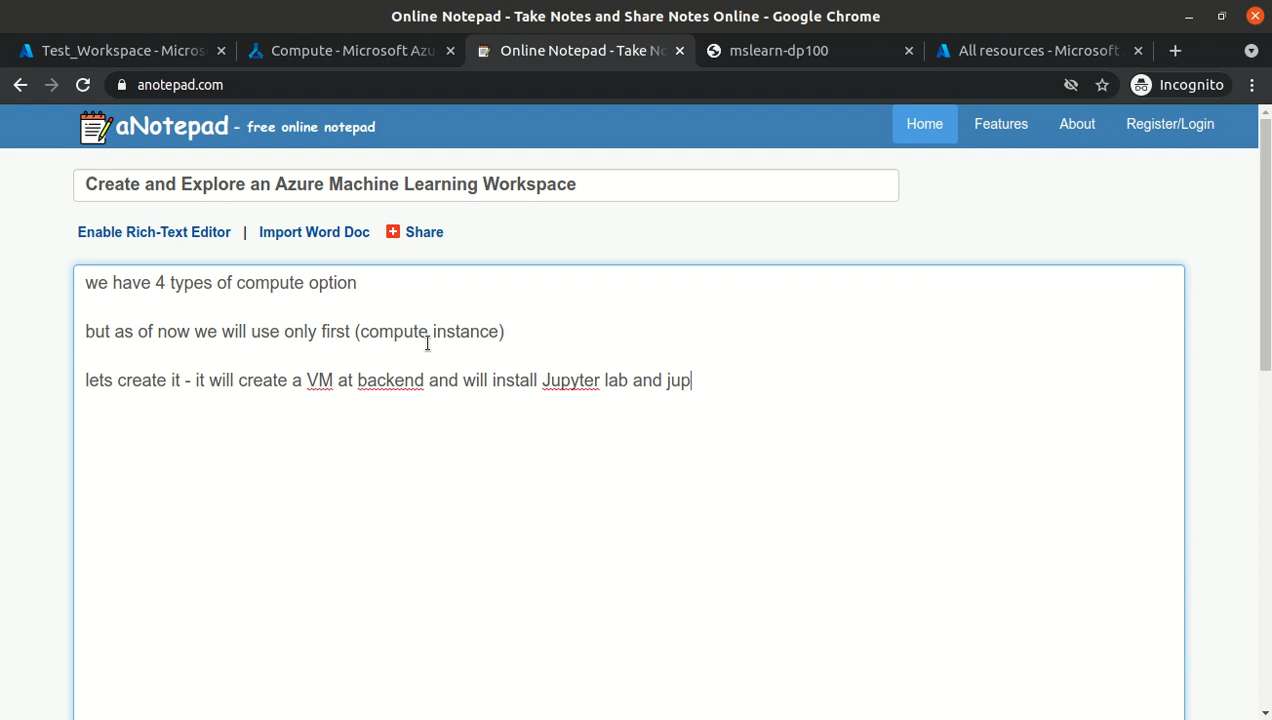 Online Notepad - Take Notes and Share Notes Online - Google Chrome
Test_Workspace - Micros
Compute - Microsoft Azu
Online Notepad - Take No
mslearn-dp100
All resources - Microsoft
anotepad.com
Incognito
aNotepad - free online notepad
Home
Features
About
Register/Login
Create and Explore an Azure Machine Learning Workspace
Enable Rich-Text Editor | Import Word Doc Share
we have 4 types of compute option
but as of now we will use only first (compute instance)
lets create it - it will create a VM at backend and will install Jupyter lab and jup